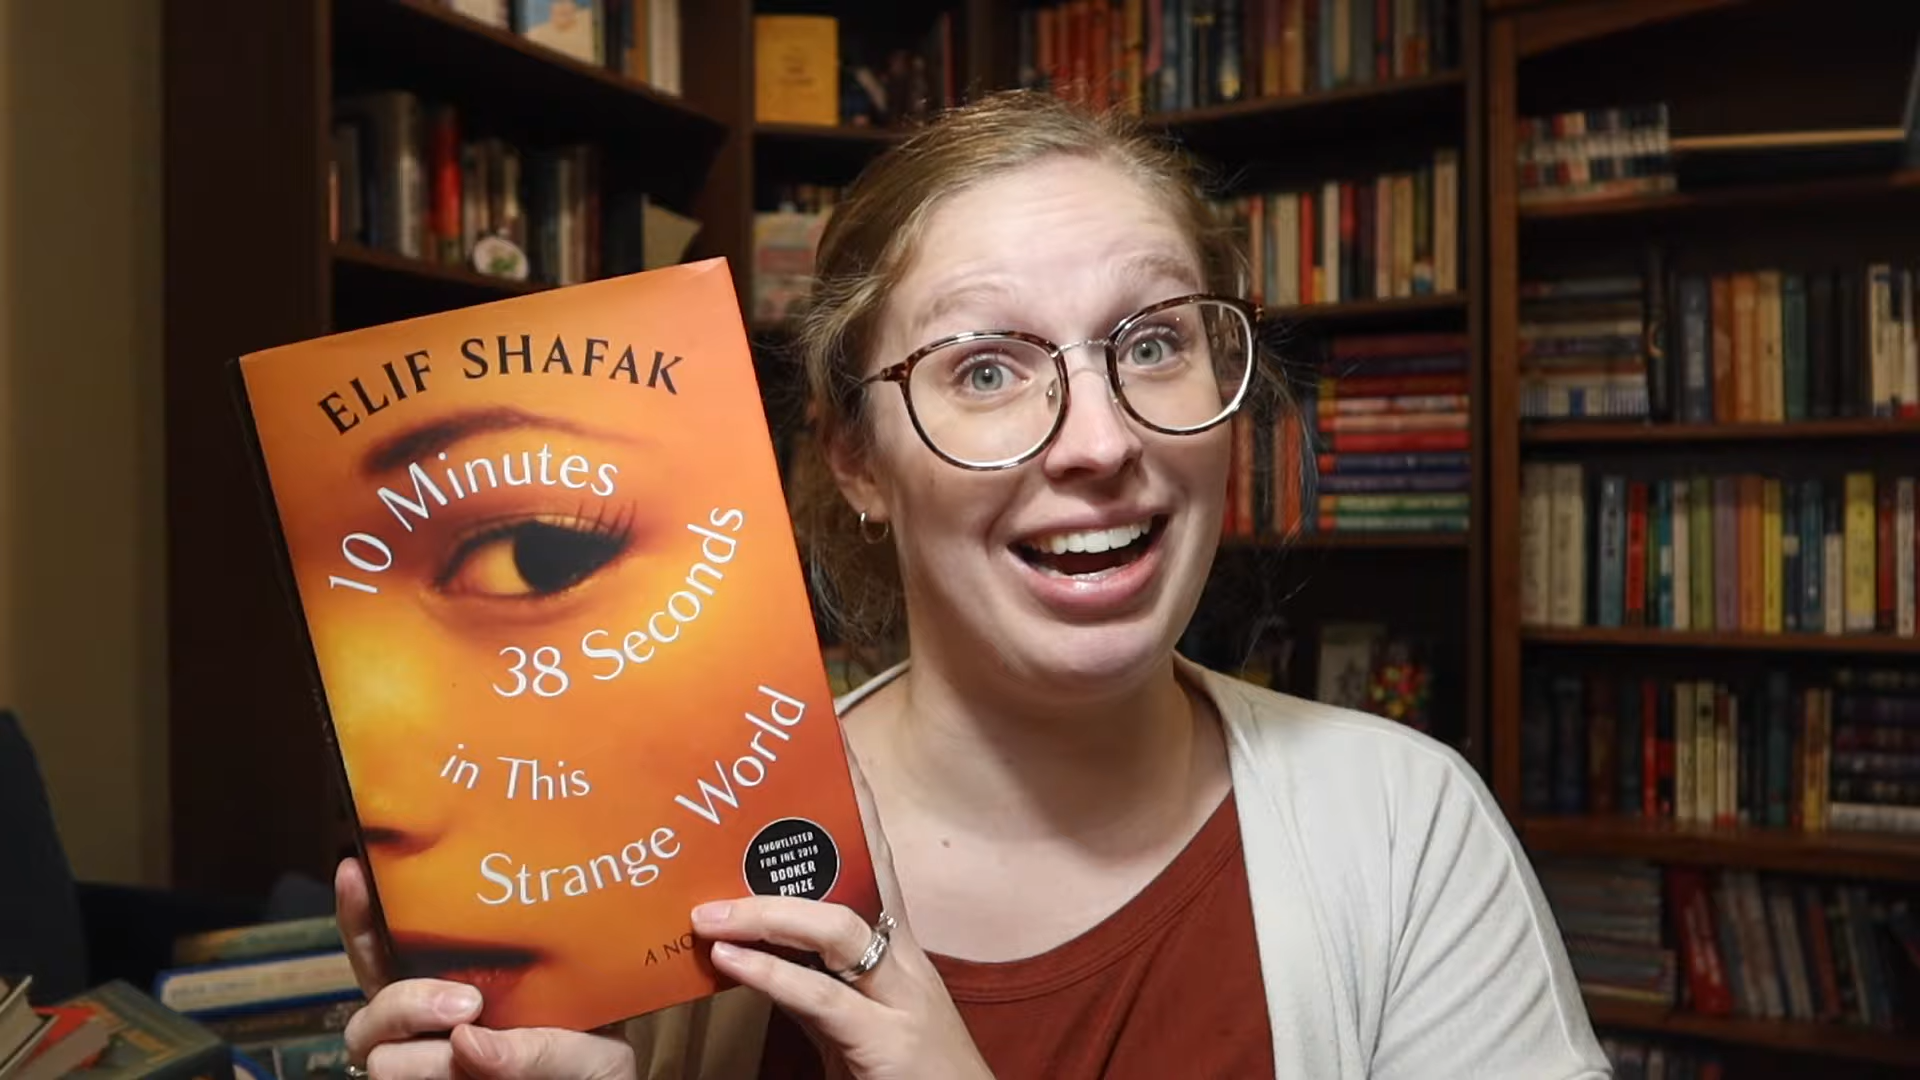 ELIF SHAFAK
10 Minutes
38 Seconds
in This
Strange World
SHORTLISTED
FOR THE 2019
BOOKER
PRIZE
A NO